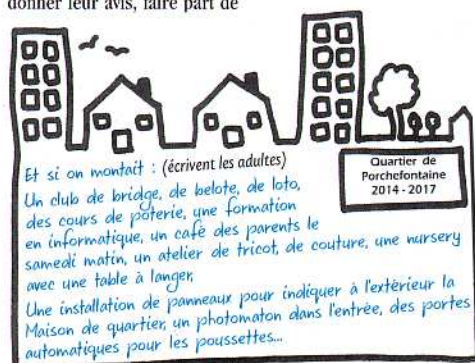 donner leur avis, faire part de
Et si on montait : (écrivent les adultes)
Quartier de
Porchefontaine
2014 - 2017
Un club de bridge, de belote, de loto,
des cours de poterie, une formation
en informatique, un café des parents le
samedi matin, un atelier de tricot, de couture, une nursery
avec une table à langer,
Une installation de panneaux pour indiquer à l'extérieur la
Maison de quartier, un photomaton dans l'entrée, des portes
automatiques pour les poussettes...